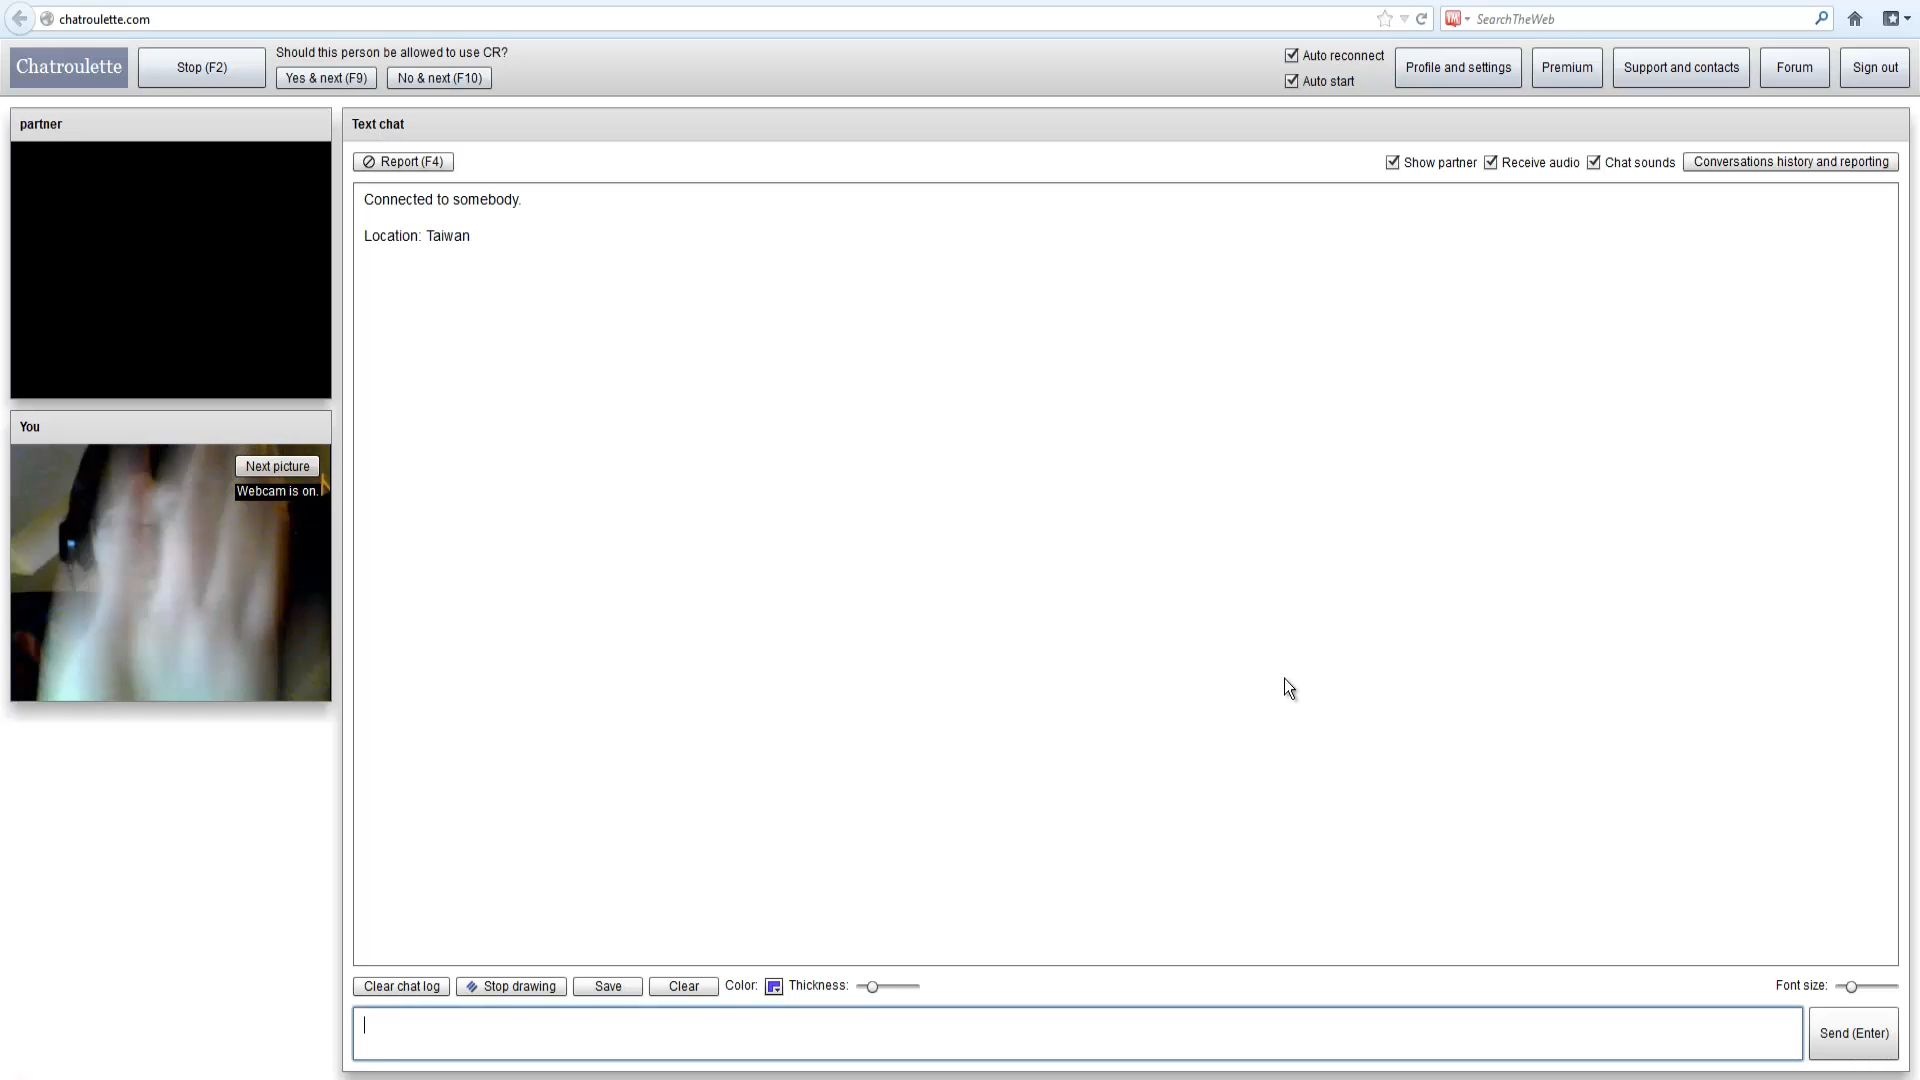 chatroulette.com
SearchTheWeb
Chatroulette
Stop (F2)
Should this person be allowed to use CR?
Yes & next (F9)
No & next (F10)
Auto reconnect
Auto start
Profile and settings
Premium
Support and contacts
Forum
Sign out
partner
Text chat
Report (F4)
Show partner
Receive audio
Chat sounds
Conversations history and reporting
Connected to somebody.
Location: Taiwan
You
Next picture
Webcam is on.
Clear chat log
Stop drawing
Save
Clear
Color:
Thickness:
Font size:
Send (Enter)